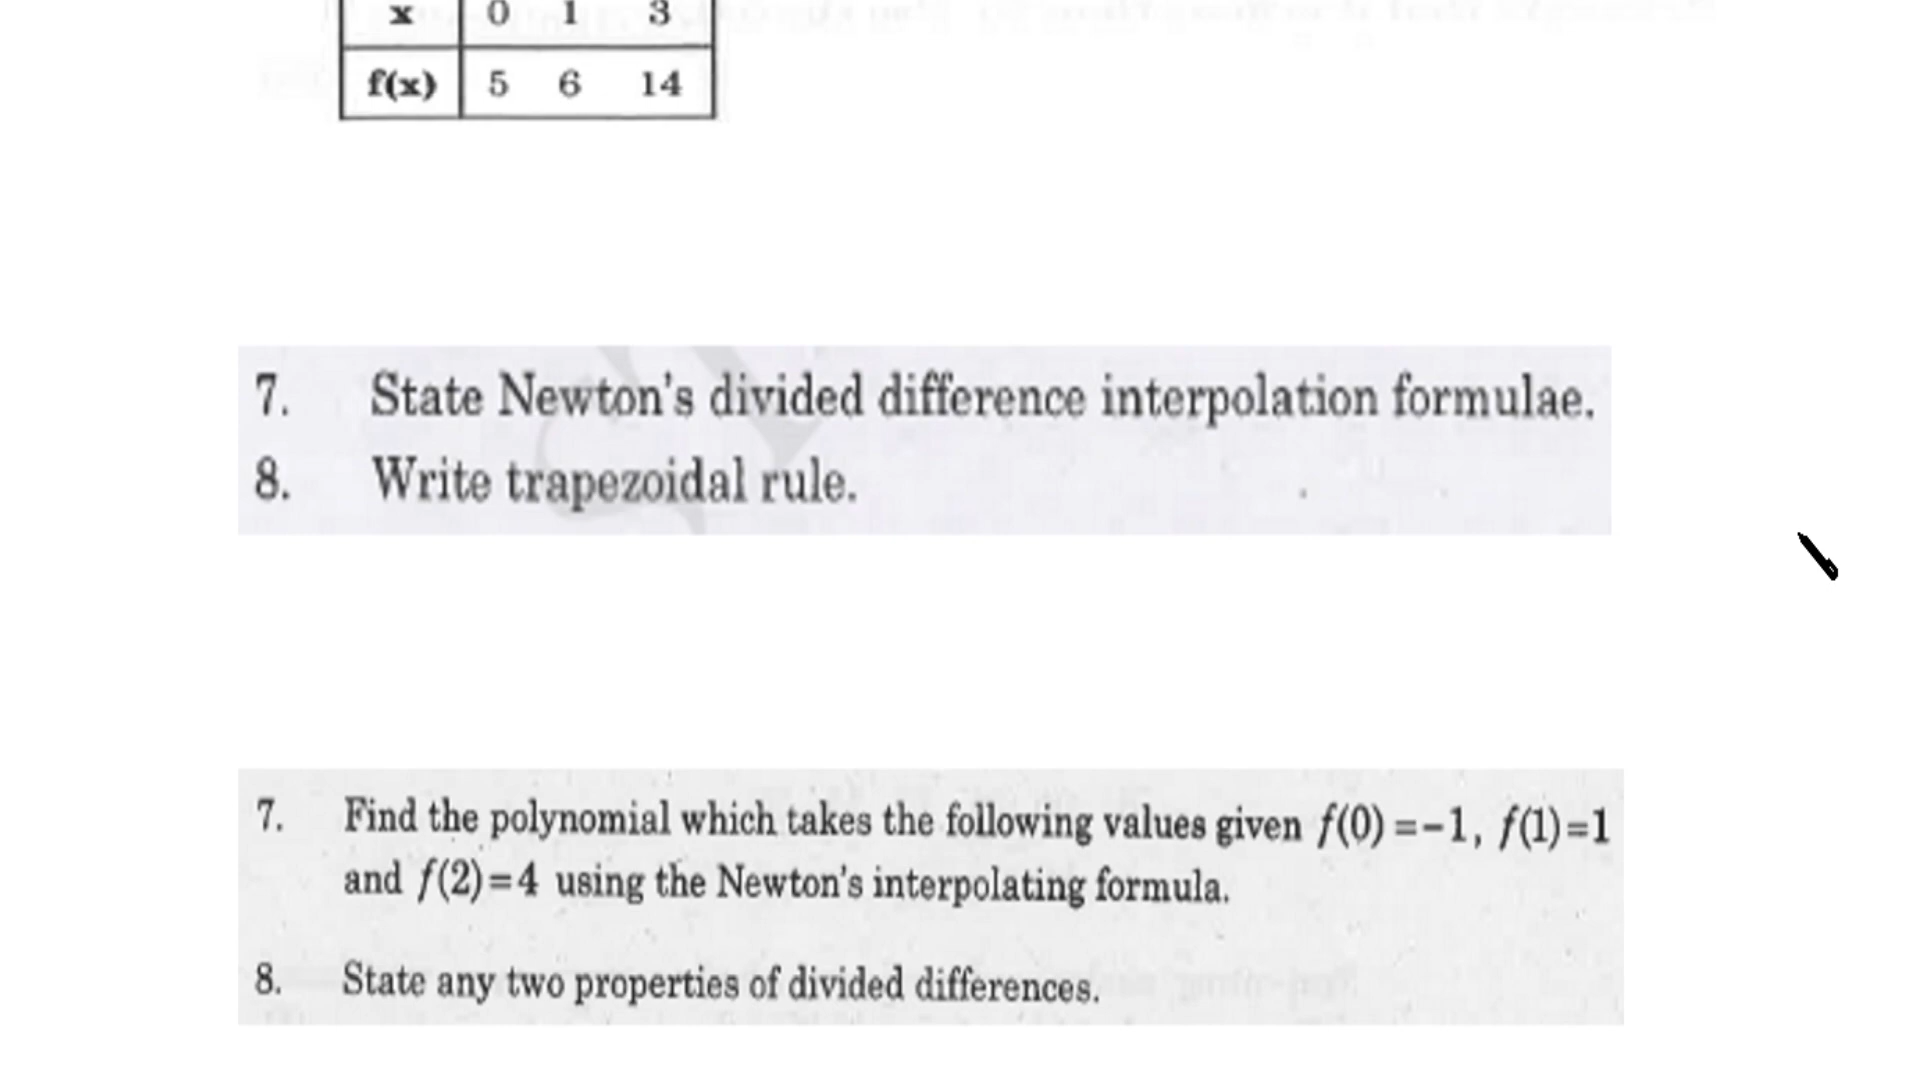 x 0 1 3
f(x) 5 6 14
7. State Newton's divided difference interpolation formulae.
8. Write trapezoidal rule.
7. Find the polynomial which takes the following values given f(0)=-1, f(1)=1
and f(2)=4 using the Newton's interpolating formula.
8. State any two properties of divided differences.